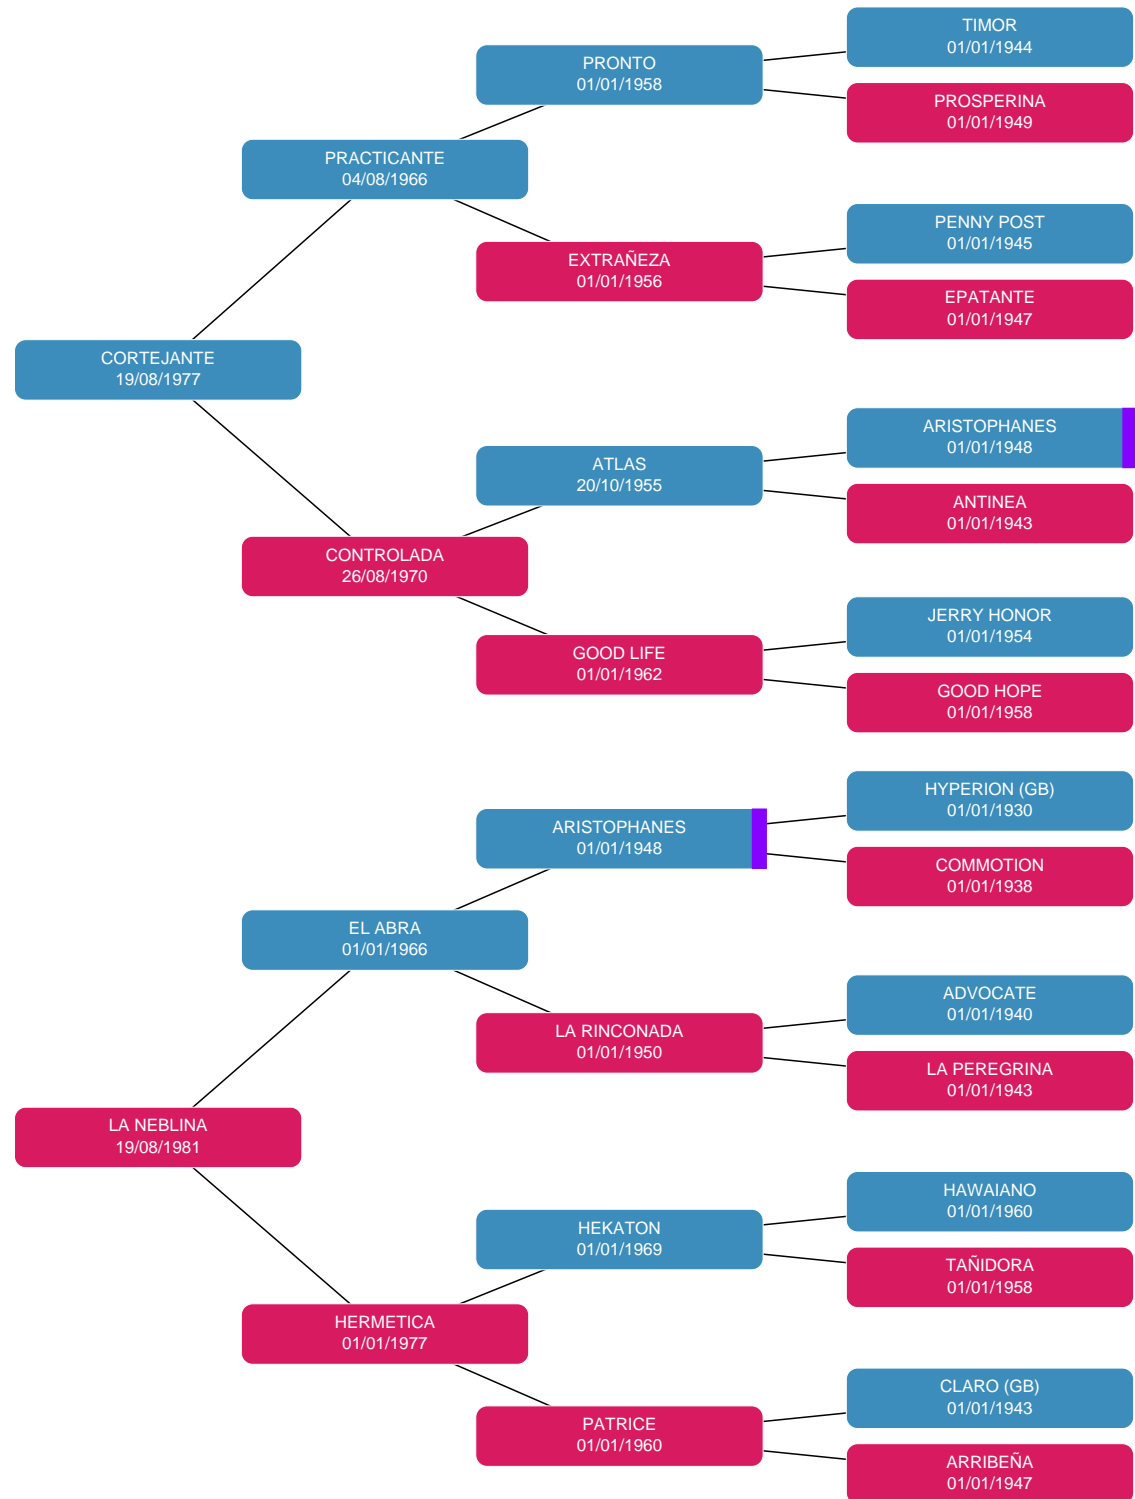 TIMOR
01/01/1944
PRONTO
01/01/1958
PROSPERINA
01/01/1949
PRACTICANTE
04/08/1966
PENNY POST
01/01/1945
EXTRAÑEZA
01/01/1956
EPATANTE
01/01/1947
CORTEJANTE
19/08/1977
ARISTOPHANES
01/01/1948
ATLAS
20/10/1955
ANTINEA
01/01/1943
CONTROLADA
26/08/1970
JERRY HONOR
01/01/1954
GOOD LIFE
01/01/1962
GOOD HOPE
01/01/1958
HYPERION (GB)
01/01/1930
ARISTOPHANES
01/01/1948
COMMOTION
01/01/1938
EL ABRA
01/01/1966
ADVOCATE
01/01/1940
LA RINCONADA
01/01/1950
LA PEREGRINA
01/01/1943
LA NEBLINA
19/08/1981
HAWAIANO
01/01/1960
HEKATON
01/01/1969
TAÑIDORA
01/01/1958
HERMETICA
01/01/1977
CLARO (GB)
01/01/1943
PATRICE
01/01/1960
ARRIBEÑA
01/01/1947